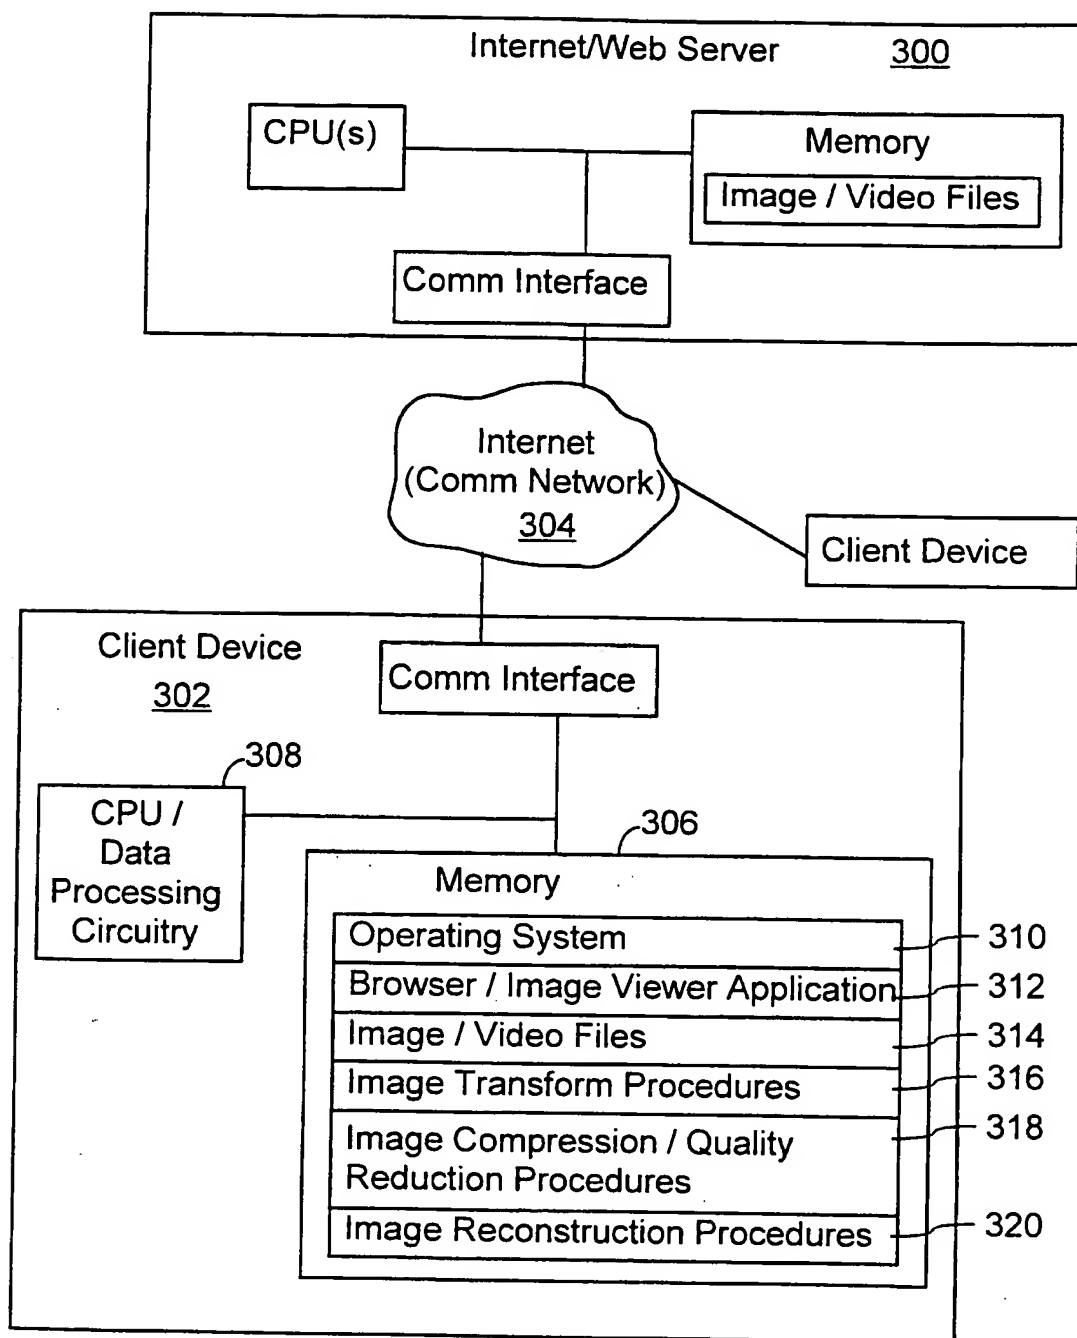 Internet/Web Server 300
CPU(s)
Memory
Image / Video Files
Comm Interface
Internet
(Comm Network)
304
Client Device
Client Device
302
Comm Interface
308
CPU /
Data
Processing
Circuitry
306
Memory
Operating System 310
Browser / Image Viewer Application 312
Image / Video Files 314
Image Transform Procedures 316
Image Compression / Quality 318
Reduction Procedures
Image Reconstruction Procedures 320